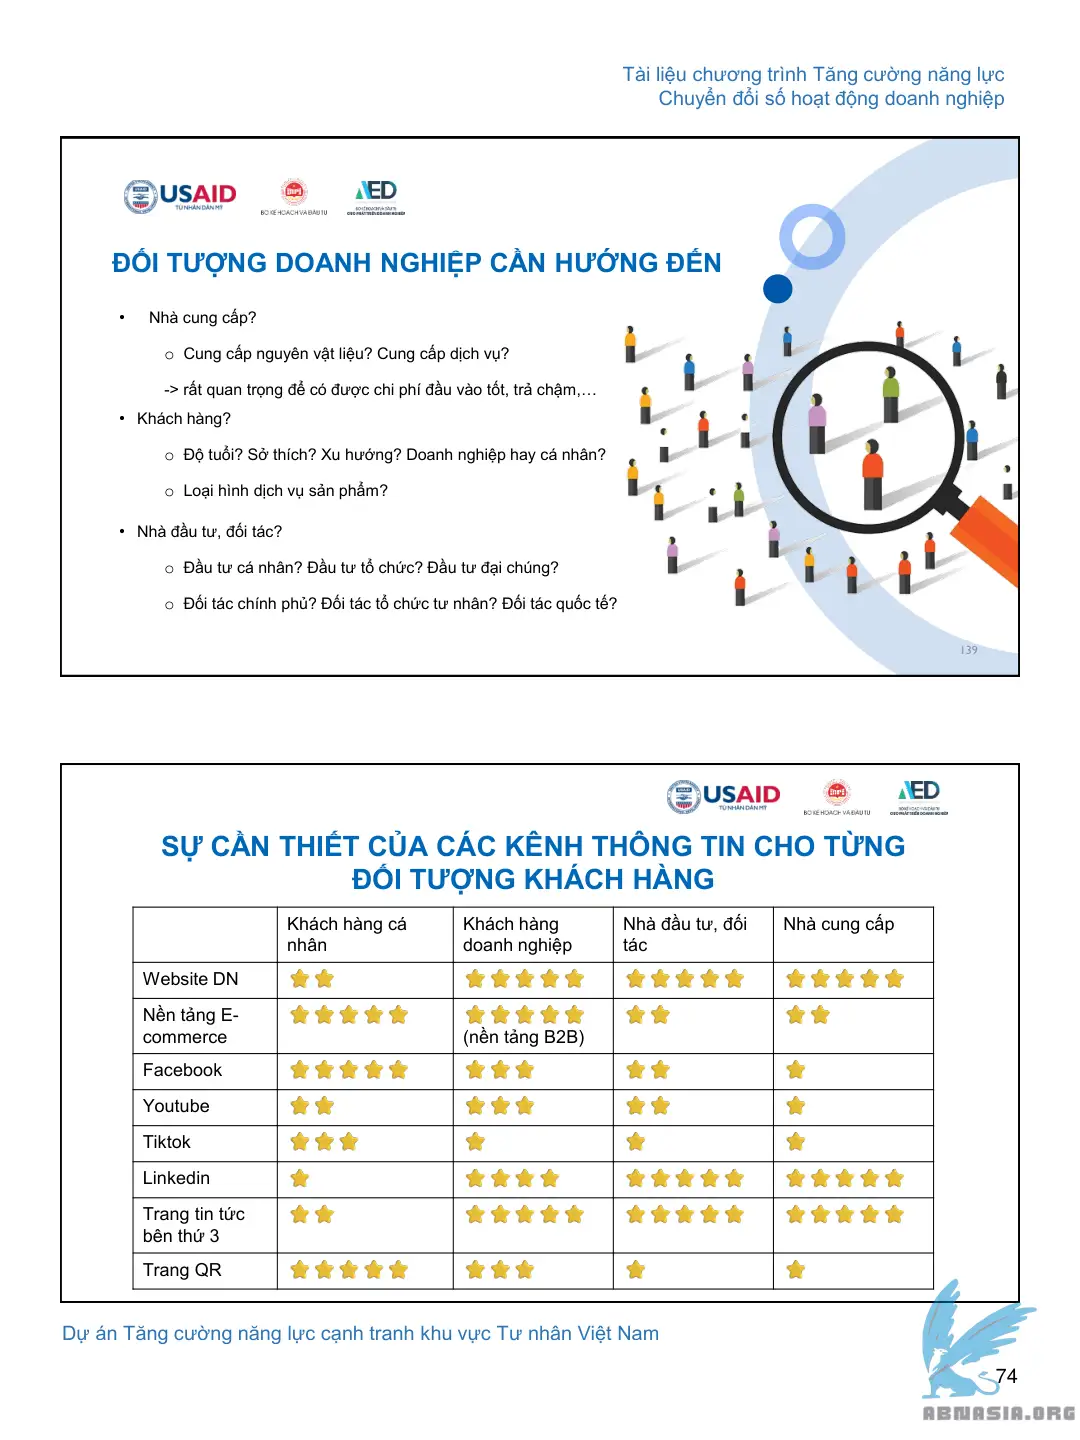 Tài liệu chương trình Tăng cường năng lực
Chuyển đổi số hoạt động doanh nghiệp
USAID
TỪ NHÂN DÂN MỸ
BỘ KẾ HOẠCH VÀ ĐẦU TƯ
AED
ĐỐI TƯỢNG DOANH NGHIỆP CẦN HƯỚNG ĐẾN
• Nhà cung cấp?
o Cung cấp nguyên vật liệu? Cung cấp dịch vụ?
-> rất quan trọng để có được chi phí đầu vào tốt, trả chậm,…
• Khách hàng?
o Độ tuổi? Sở thích? Xu hướng? Doanh nghiệp hay cá nhân?
o Loại hình dịch vụ sản phẩm?
• Nhà đầu tư, đối tác?
o Đầu tư cá nhân? Đầu tư tổ chức? Đầu tư đại chúng?
o Đối tác chính phủ? Đối tác tổ chức tư nhân? Đối tác quốc tế?
139
USAID
TỪ NHÂN DÂN MỸ
BỘ KẾ HOẠCH VÀ ĐẦU TƯ
AED
SỰ CẦN THIẾT CỦA CÁC KÊNH THÔNG TIN CHO TỪNG
ĐỐI TƯỢNG KHÁCH HÀNG
Khách hàng cá
nhân
Khách hàng
doanh nghiệp
Nhà đầu tư, đối
tác
Nhà cung cấp
Website DN
Nền tảng E-
commerce
(nền tảng B2B)
Facebook
Youtube
Tiktok
Linkedin
Trang tin tức
bên thứ 3
Trang QR
Dự án Tăng cường năng lực cạnh tranh khu vực Tư nhân Việt Nam
74
ABNASIA.ORG